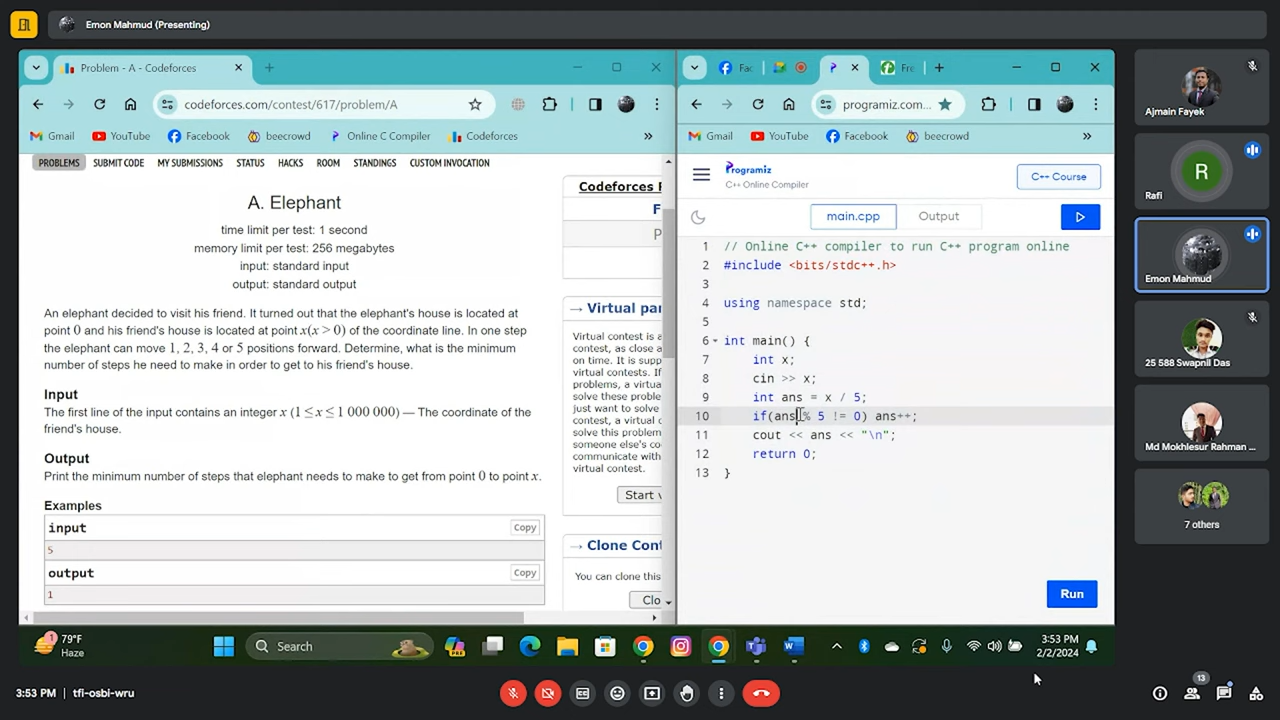 Emon Mahmud (Presenting)
Problem - A - Codeforces
codeforces.com/contest/617/problem/A
Gmail YouTube Facebook beecrowd Online C Compiler Codeforces »
PROBLEMS SUBMIT CODE MY SUBMISSIONS STATUS HACKS ROOM STANDINGS CUSTOM INVOCATION
A. Elephant
time limit per test: 1 second
memory limit per test: 256 megabytes
input: standard input
output: standard output
An elephant decided to visit his friend. It turned out that the elephant's house is located at
point 0 and his friend's house is located at point x(x > 0) of the coordinate line. In one step
the elephant can move 1, 2, 3, 4 or 5 positions forward. Determine, what is the minimum
number of steps he need to make in order to get to his friend's house.
Input
The first line of the input contains an integer x (1 ≤ x ≤ 1 000 000) — The coordinate of the
friend's house.
Output
Print the minimum number of steps that elephant needs to make to get from point 0 to point x.
Examples
input Copy
5
output Copy
1
Codeforces
F
P
→ Virtual par
Virtual contest is a
contest, as close a
on time. It is supp
virtual contests. If
problems, a virtua
just want to solve
contest, a virtual c
solve this problem
someone else's co
communicate with
virtual contest.
Start v
→ Clone Cont
You can clone this
Clo
Fac Fre
programiz.com...
Gmail YouTube Facebook beecrowd »
Programiz
C++ Online Compiler
C++ Course
main.cpp Output
1 // Online C++ compiler to run C++ program online
2 #include <bits/stdc++.h>
3
4 using namespace std;
5
6 int main() {
7 int x;
8 cin >> x;
9 int ans = x / 5;
10 if(ans % 5 != 0) ans++;
11 cout << ans << "\n";
12 return 0;
13 }
Run
Ajmain Fayek
R
Rafi
Emon Mahmud
25 588 Swapnil Das
Md Mokhlesur Rahman ...
7 others
1
79°F
Haze
Search
3:53 PM
2/2/2024
3:53 PM | tfi-osbi-wru
13